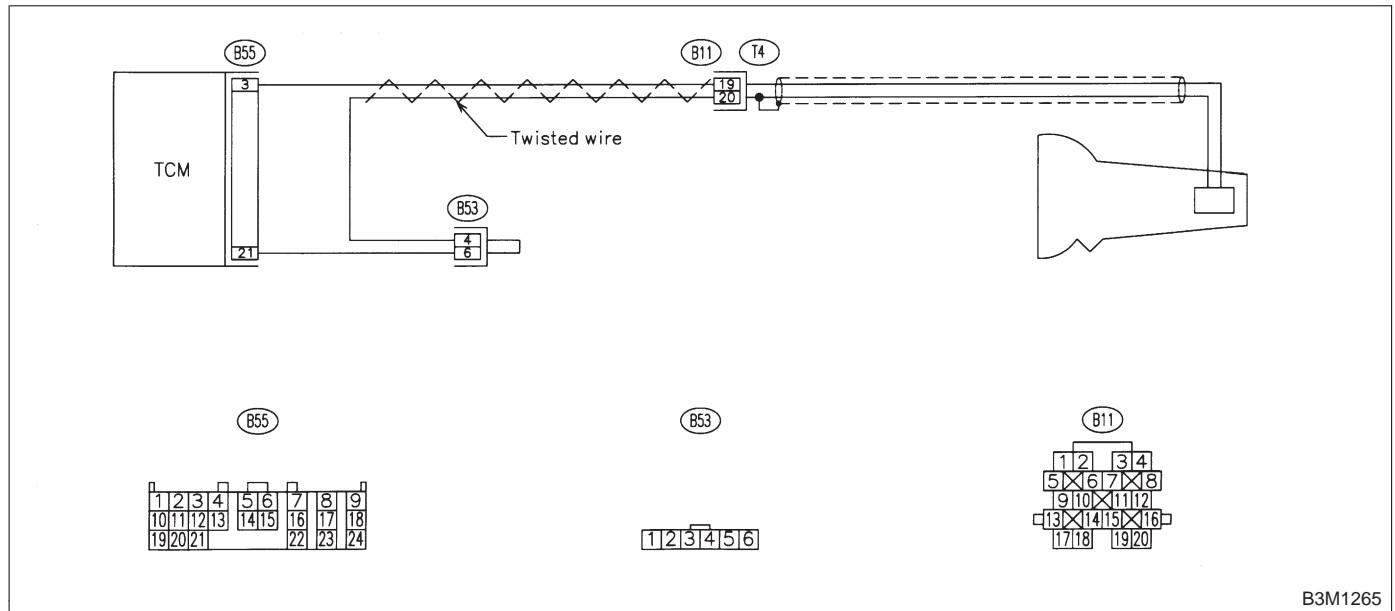 B55
B11 T4
3
19
20
Twisted wire
TCM
B53
4
6
21
B55
B53
B11
1 2 3 4 5 6 7 8 9
10 11 12 13 14 15 16 17 18
19 20 21 22 23 24
1 2 3 4 5 6
1 2 3 4
5 6 7 8
9 10 11 12
13 14 15 16
17 18 19 20
B3M1265